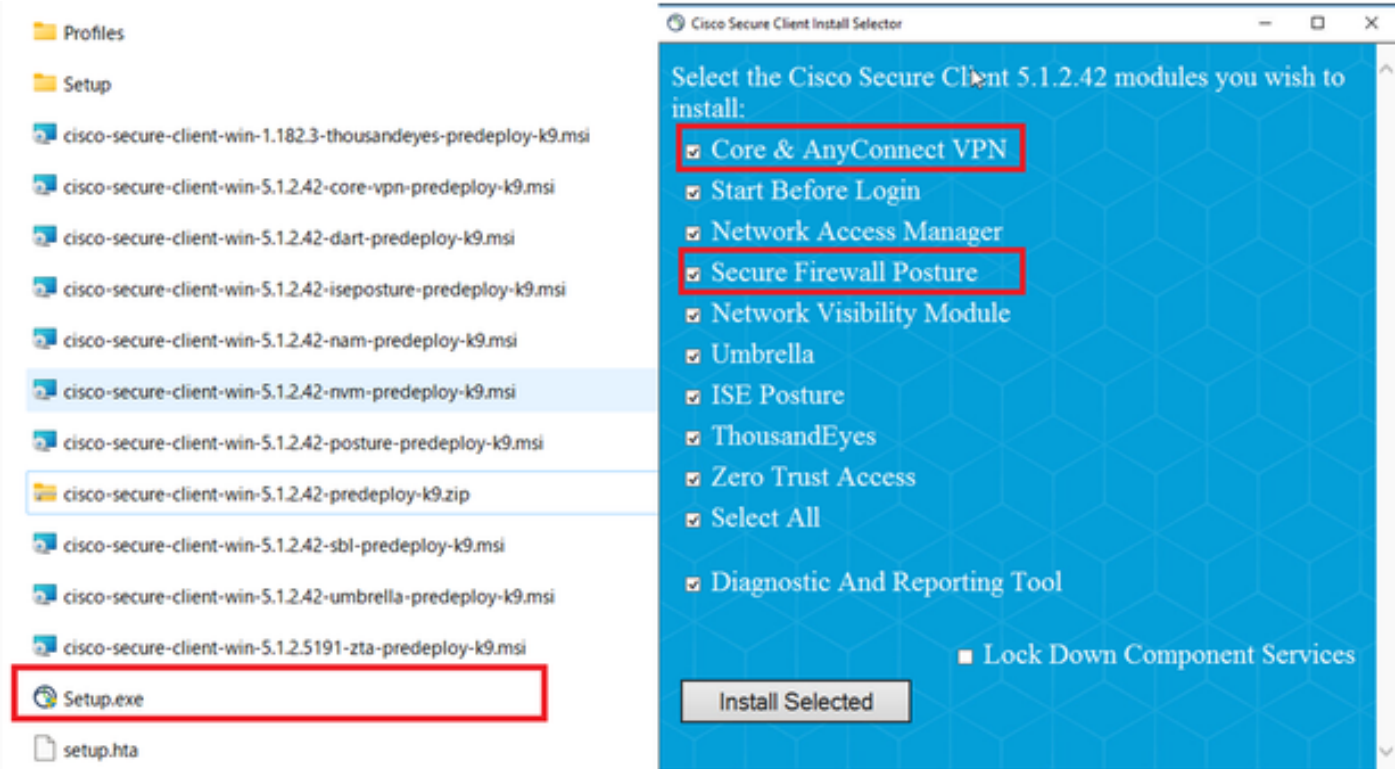 Profiles
Setup
cisco-secure-client-win-1.182.3-thousandeyes-predeploy-k9.msi
cisco-secure-client-win-5.1.2.42-core-vpn-predeploy-k9.msi
cisco-secure-client-win-5.1.2.42-dart-predeploy-k9.msi
cisco-secure-client-win-5.1.2.42-iseposture-predeploy-k9.msi
cisco-secure-client-win-5.1.2.42-nam-predeploy-k9.msi
cisco-secure-client-win-5.1.2.42-nvm-predeploy-k9.msi
cisco-secure-client-win-5.1.2.42-posture-predeploy-k9.msi
cisco-secure-client-win-5.1.2.42-predeploy-k9.zip
cisco-secure-client-win-5.1.2.42-sbl-predeploy-k9.msi
cisco-secure-client-win-5.1.2.42-umbrella-predeploy-k9.msi
cisco-secure-client-win-5.1.2.5191-zta-predeploy-k9.msi
Setup.exe
setup.hta
Cisco Secure Client Install Selector
Select the Cisco Secure Client 5.1.2.42 modules you wish to
install:
Core & AnyConnect VPN
Start Before Login
Network Access Manager
Secure Firewall Posture
Network Visibility Module
Umbrella
ISE Posture
ThousandEyes
Zero Trust Access
Select All
Diagnostic And Reporting Tool
Lock Down Component Services
Install Selected